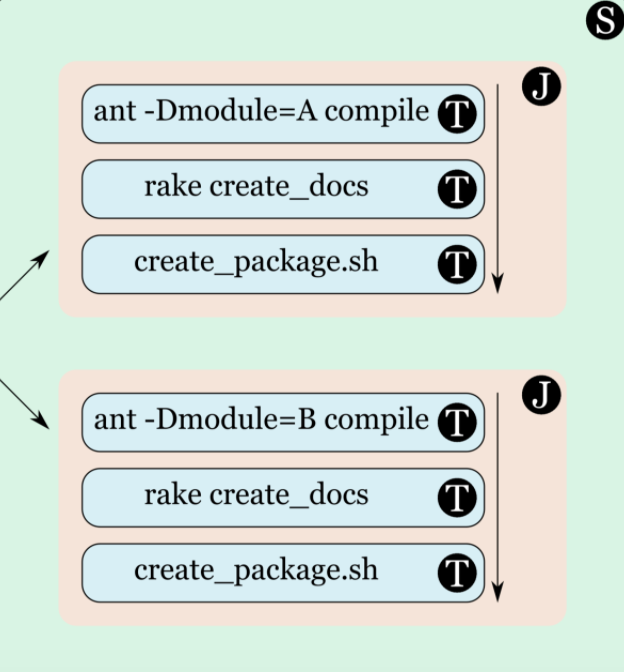 S
J
ant -Dmodule=A compile T
rake create_docs T
create_package.sh T
J
ant -Dmodule=B compile T
rake create_docs T
create_package.sh T